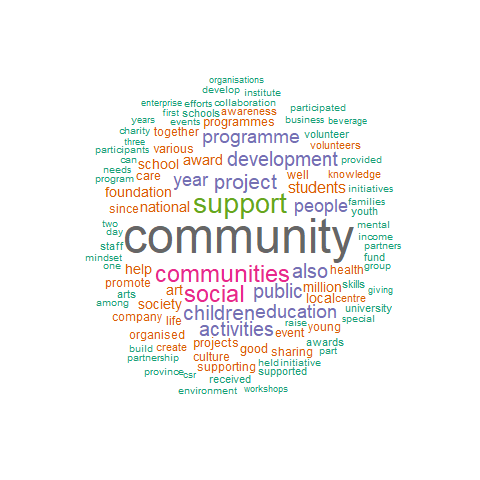 organisations
develop institute
enterprise efforts collaboration
first schools awareness participated
years events programmes business beverage
charity together programme volunteer
three volunteers
participants various development provided
can school award
needs care year project well knowledge
program students initiatives
foundation support people families
since national youth
two community mental
day income
staff partners
mindset communities also health fund
one help group
promote art social public million skills giving
arts local centre
among society children education university
company life activities raise young special
organised event
build create projects good sharing awards
partnership culture part
province csr supporting held initiative
received supported
environment workshops